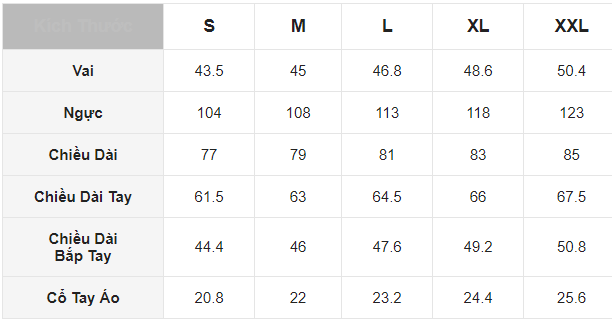 Kích Thước S M L XL XXL
Vai 43.5 45 46.8 48.6 50.4
Ngực 104 108 113 118 123
Chiều Dài 77 79 81 83 85
Chiều Dài Tay 61.5 63 64.5 66 67.5
Chiều Dài
Bắp Tay 44.4 46 47.6 49.2 50.8
Cổ Tay Áo 20.8 22 23.2 24.4 25.6